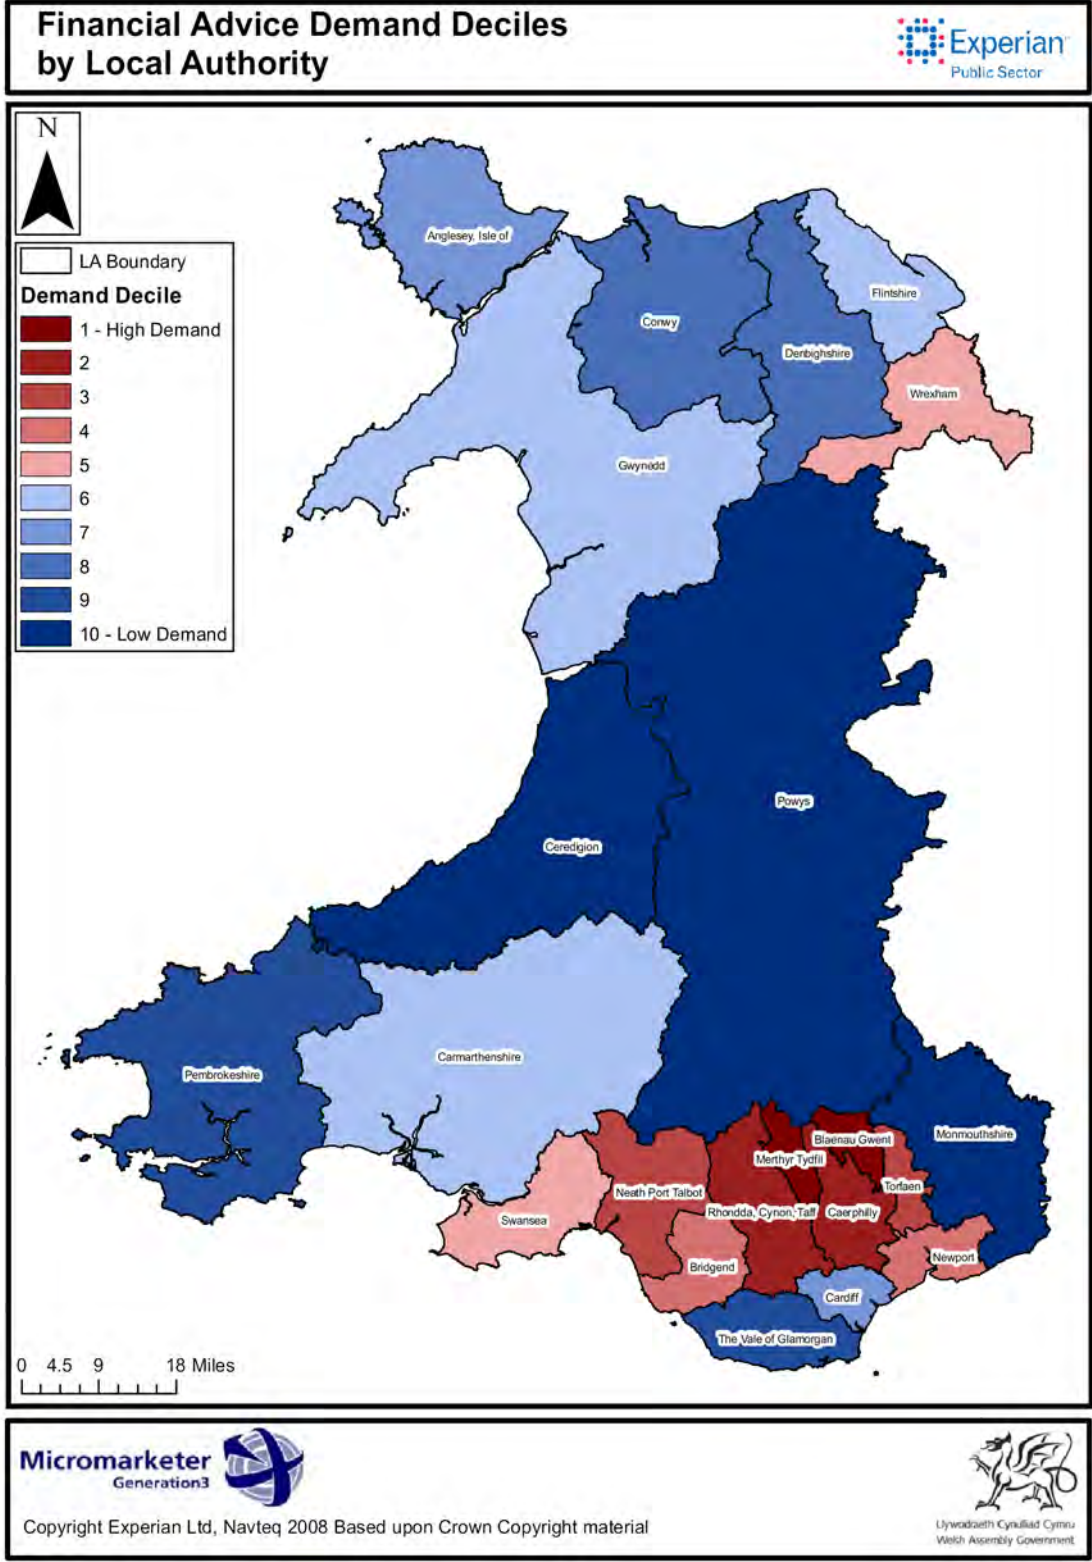 Financial Advice Demand Deciles
by Local Authority
Experian
Public Sector
N
LA Boundary
Demand Decile
1 - High Demand
2
3
4
5
6
7
8
9
10 - Low Demand
Anglesey, Isle of
Flintshire
Conwy
Denbighshire
Wrexham
Gwynedd
Powys
Ceredigion
Carmarthenshire
Pembrokeshire
Monmouthshire
Blaenau Gwent
Merthyr Tydfil
Torfaen
Neath Port Talbot
Rhondda, Cynon, Taff
Caerphilly
Swansea
Newport
Bridgend
Cardiff
The Vale of Glamorgan
0 4.5 9 18 Miles
Micromarketer
Generation3
Copyright Experian Ltd, Navteq 2008 Based upon Crown Copyright material
Llywodraeth Cynulliad Cymru
Welsh Assembly Government